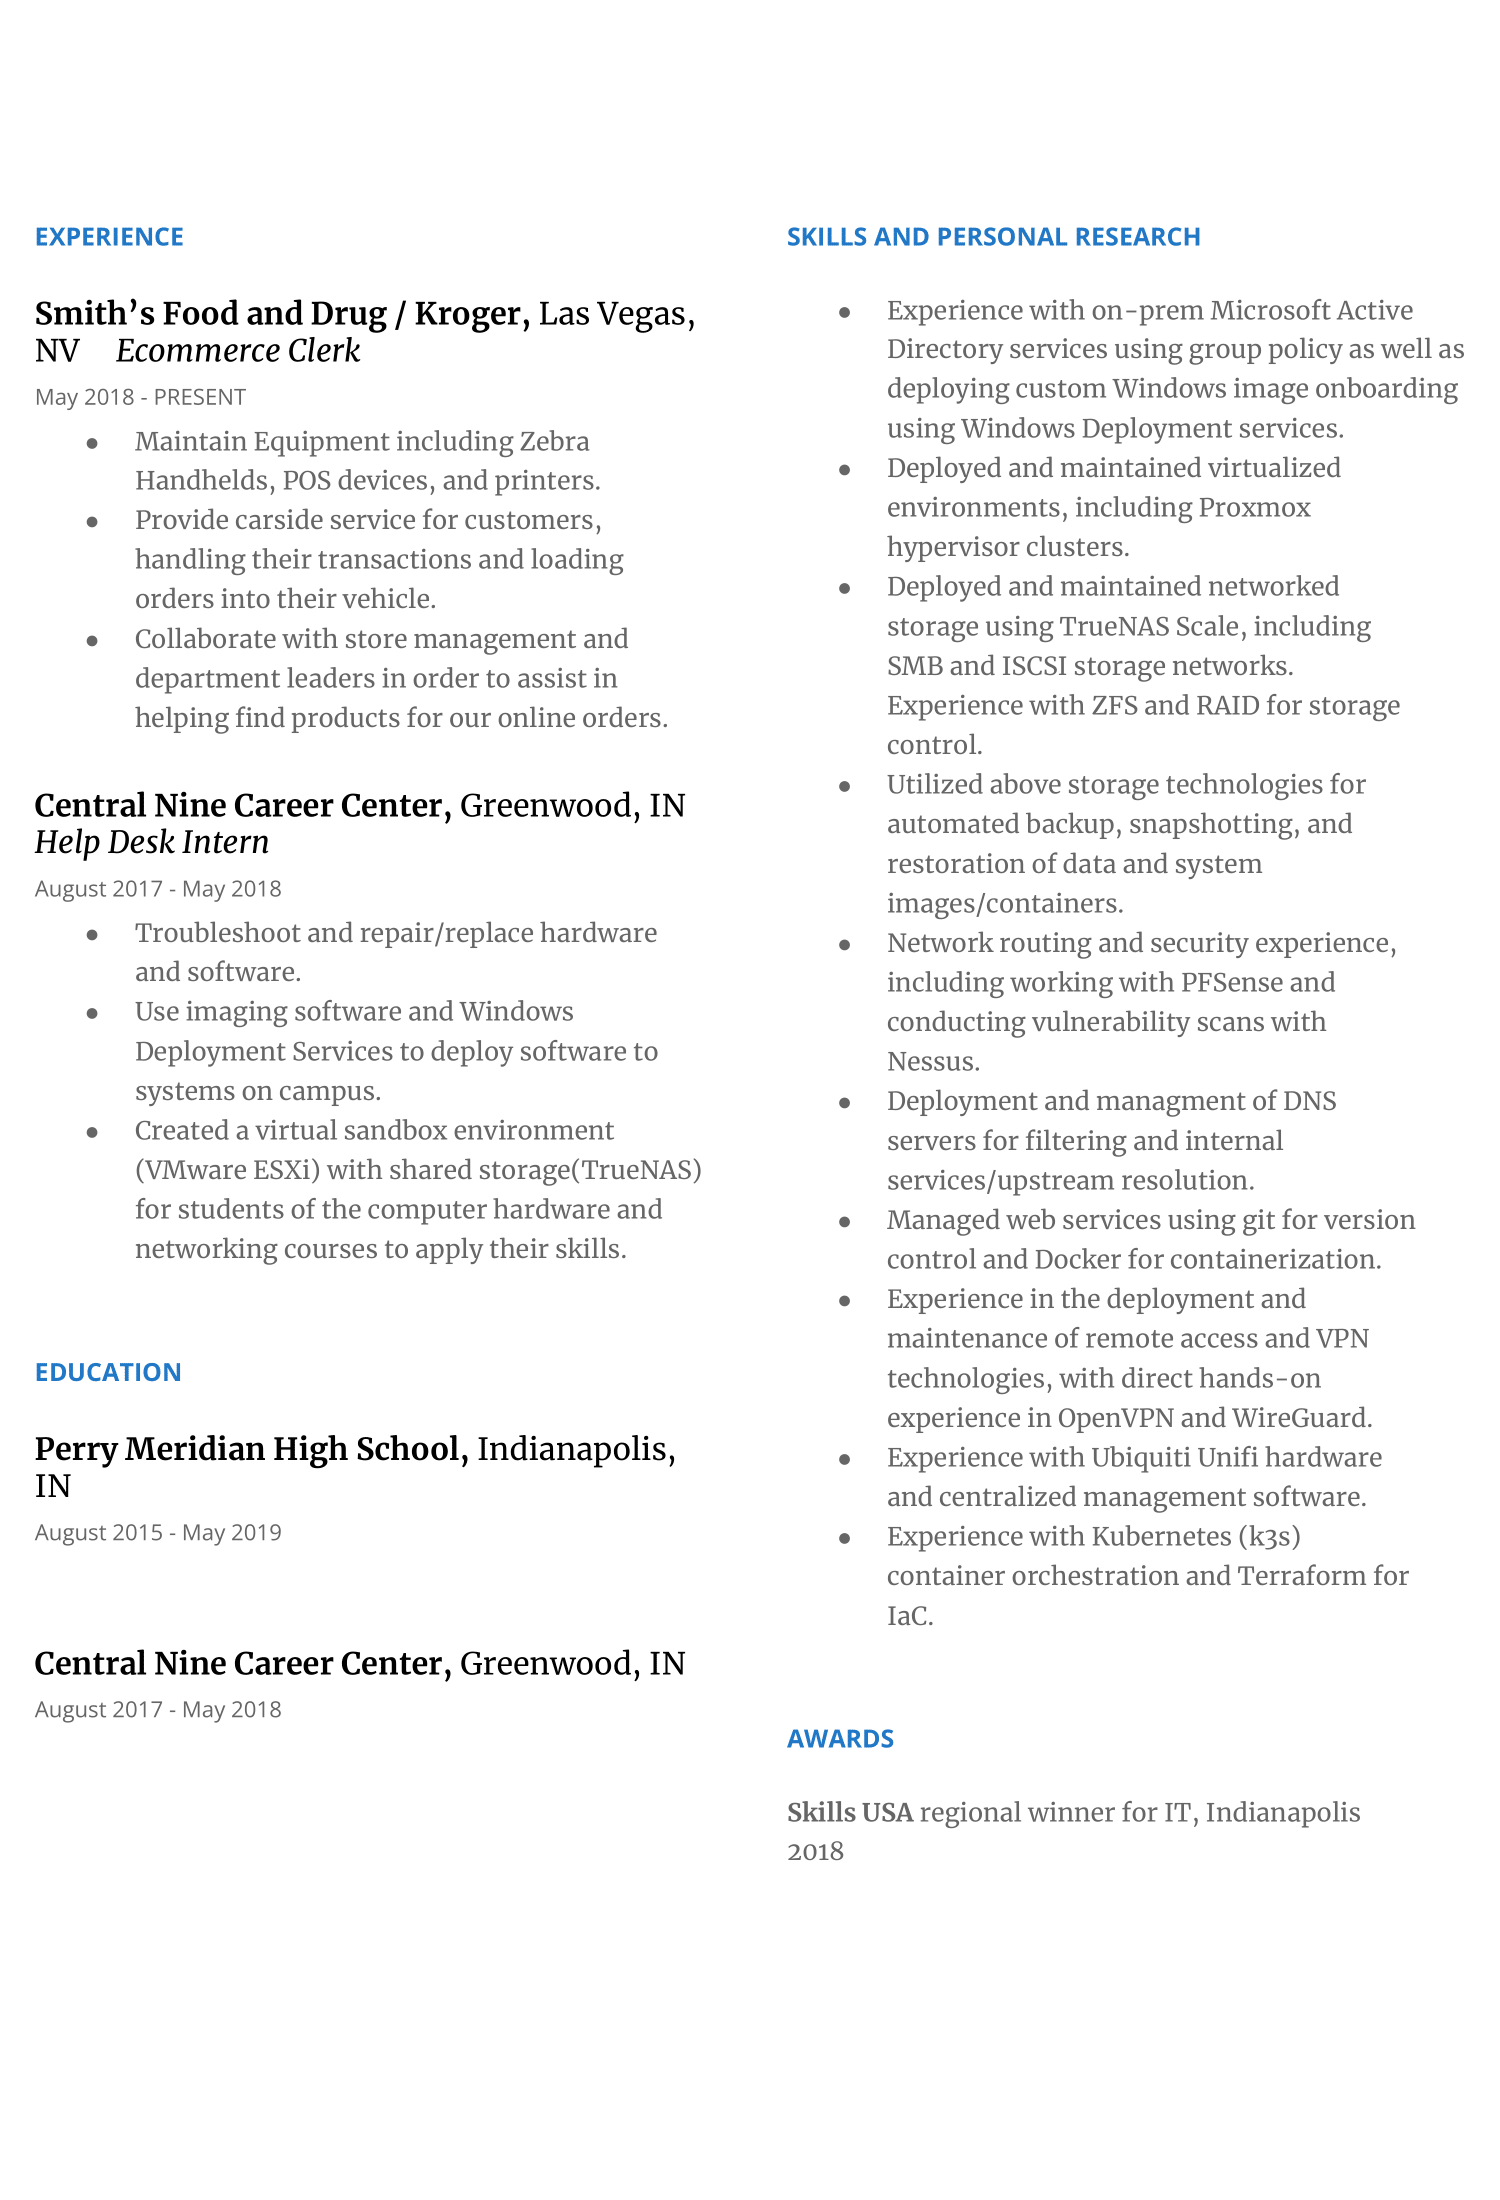 EXPERIENCE
Smith’s Food and Drug / Kroger, Las Vegas,
NV Ecommerce Clerk
May 2018 - PRESENT
● Maintain Equipment including Zebra
Handhelds, POS devices, and printers.
● Provide carside service for customers,
handling their transactions and loading
orders into their vehicle.
● Collaborate with store management and
department leaders in order to assist in
helping find products for our online orders.
Central Nine Career Center, Greenwood, IN
Help Desk Intern
August 2017 - May 2018
● Troubleshoot and repair/replace hardware
and software.
● Use imaging software and Windows
Deployment Services to deploy software to
systems on campus.
● Created a virtual sandbox environment
(VMware ESXi) with shared storage(TrueNAS)
for students of the computer hardware and
networking courses to apply their skills.
EDUCATION
Perry Meridian High School, Indianapolis,
IN
August 2015 - May 2019
Central Nine Career Center, Greenwood, IN
August 2017 - May 2018
SKILLS AND PERSONAL RESEARCH
● Experience with on-prem Microsoft Active
Directory services using group policy as well as
deploying custom Windows image onboarding
using Windows Deployment services.
● Deployed and maintained virtualized
environments, including Proxmox
hypervisor clusters.
● Deployed and maintained networked
storage using TrueNAS Scale, including
SMB and ISCSI storage networks.
Experience with ZFS and RAID for storage
control.
● Utilized above storage technologies for
automated backup, snapshotting, and
restoration of data and system
images/containers.
● Network routing and security experience,
including working with PFSense and
conducting vulnerability scans with
Nessus.
● Deployment and managment of DNS
servers for filtering and internal
services/upstream resolution.
● Managed web services using git for version
control and Docker for containerization.
● Experience in the deployment and
maintenance of remote access and VPN
technologies, with direct hands-on
experience in OpenVPN and WireGuard.
● Experience with Ubiquiti Unifi hardware
and centralized management software.
● Experience with Kubernetes (k3s)
container orchestration and Terraform for
IaC.
AWARDS
Skills USA regional winner for IT, Indianapolis
2018